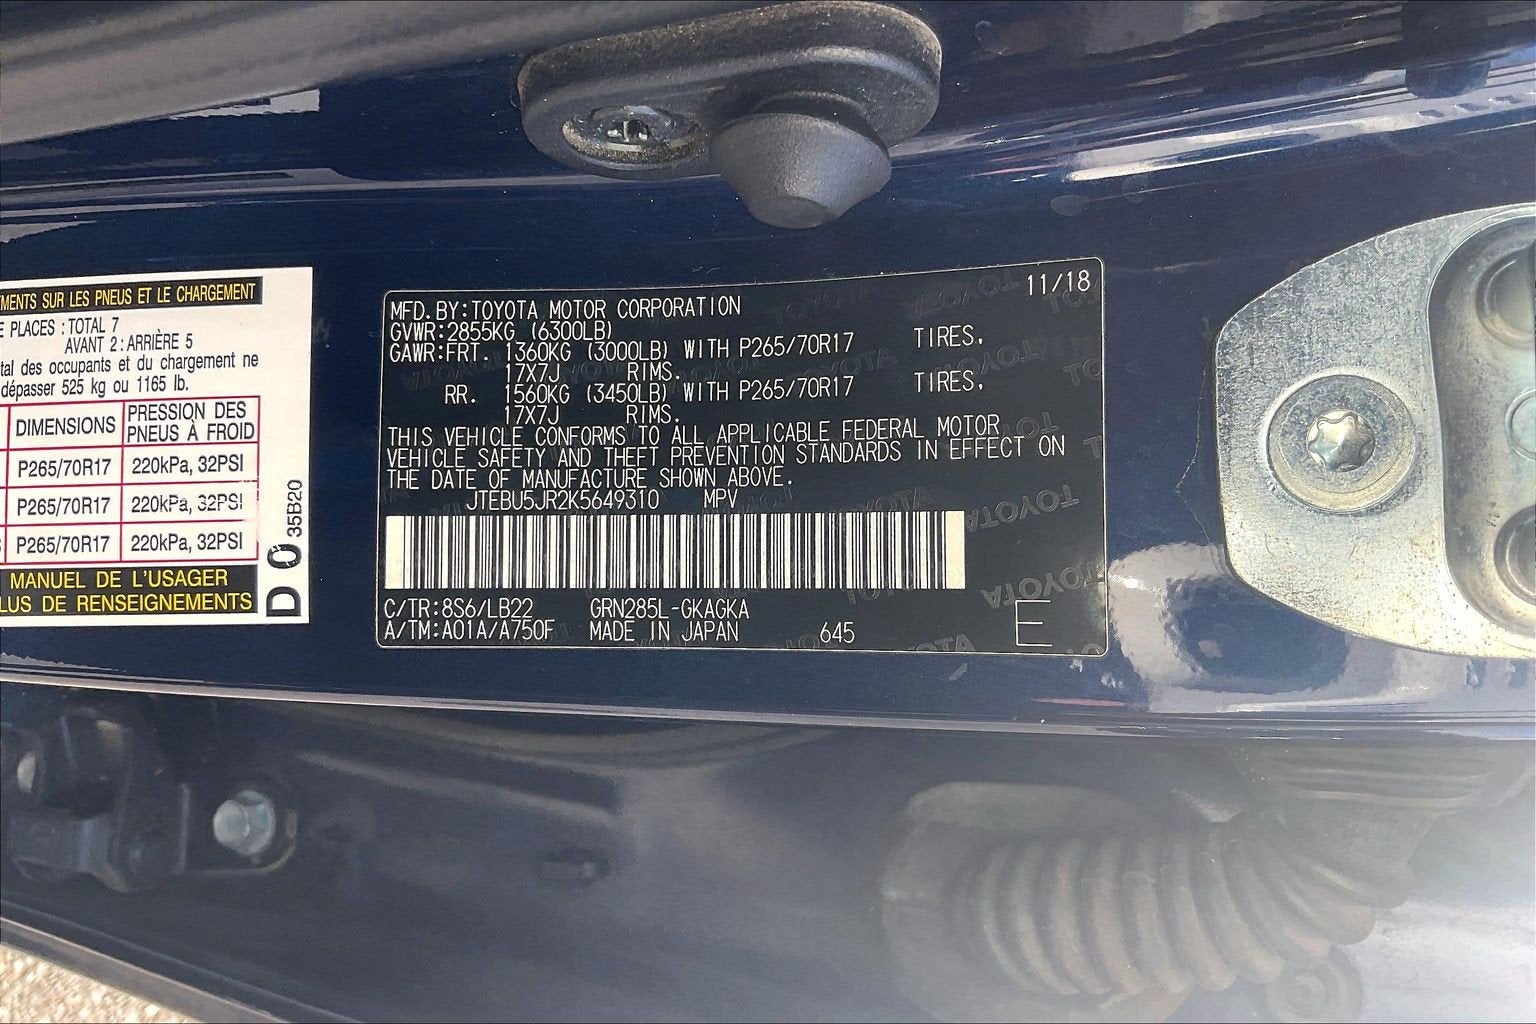 MENTS SUR LES PNEUS ET LE CHARGEMENT
E PLACES : TOTAL 7
AVANT 2 : ARRIÈRE 5
tal des occupants et du chargement ne
dépasser 525 kg ou 1165 lb.
DIMENSIONS PRESSION DES PNEUS À FROID
P265/70R17 220kPa, 32PSI
P265/70R17 220kPa, 32PSI
P265/70R17 220kPa, 32PSI
MANUEL DE L'USAGER
LUS DE RENSEIGNEMENTS
D0 35B20
11/18
MFD. BY: TOYOTA MOTOR CORPORATION
GVWR: 2855KG (6300LB)
GAWR: FRT. 1360KG (3000LB) WITH P265/70R17 TIRES,
17X7J RIMS.
RR. 1560KG (3450LB) WITH P265/70R17 TIRES,
17X7J RIMS.
THIS VEHICLE CONFORMS TO ALL APPLICABLE FEDERAL MOTOR
VEHICLE SAFETY AND THEFT PREVENTION STANDARDS IN EFFECT ON
THE DATE OF MANUFACTURE SHOWN ABOVE.
JTEBU5JR2K5649310 MPV
C/TR: 8S6/LB22 GRN285L-GKAGKA
A/TM: A01A/A750F MADE IN JAPAN 645 E